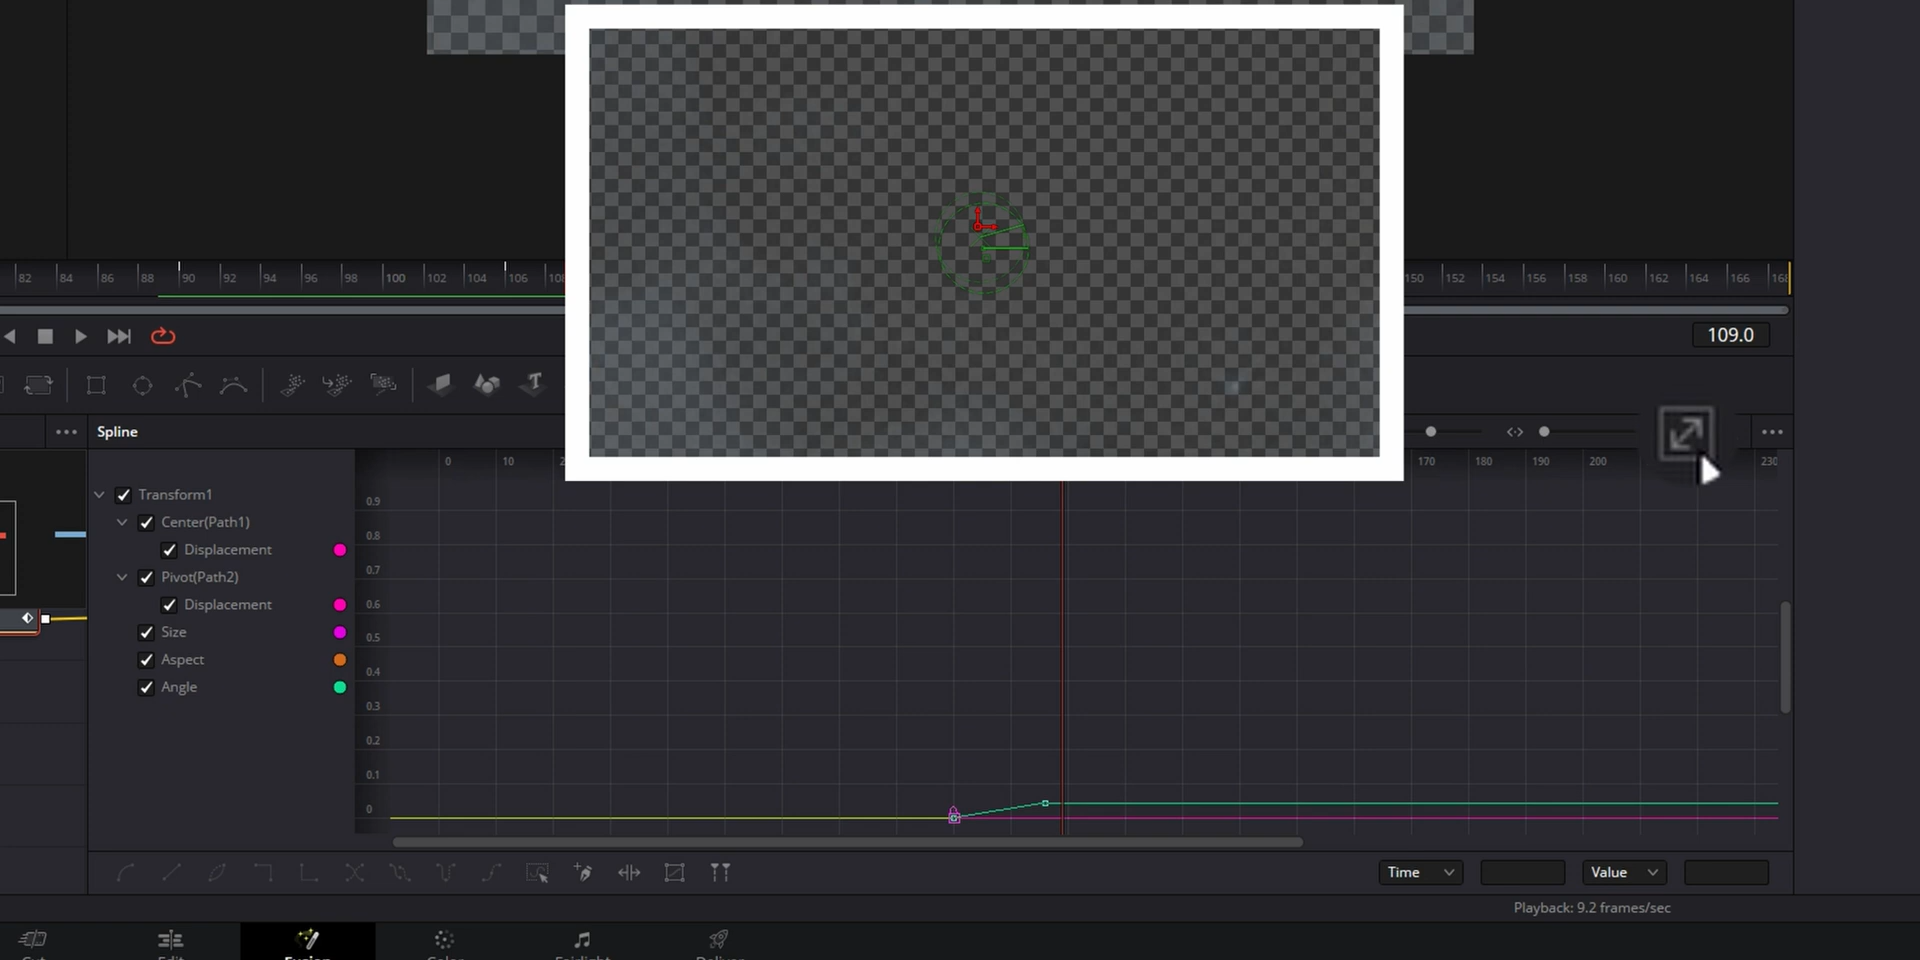 82 84 86 88 90 92 94 96 98 100 102 104 106 108
150 152 154 156 158 160 162 164 166 168
109.0
Spline
0 10 2
170 180 190 200 230
Transform1
Center(Path1)
Displacement
Pivot(Path2)
Displacement
Size
Aspect
Angle
0.9
0.8
0.7
0.6
0.5
0.4
0.3
0.2
0.1
0
Time
Value
Playback: 9.2 frames/sec
Cut Edit Fusion Color Fairlight Deliver